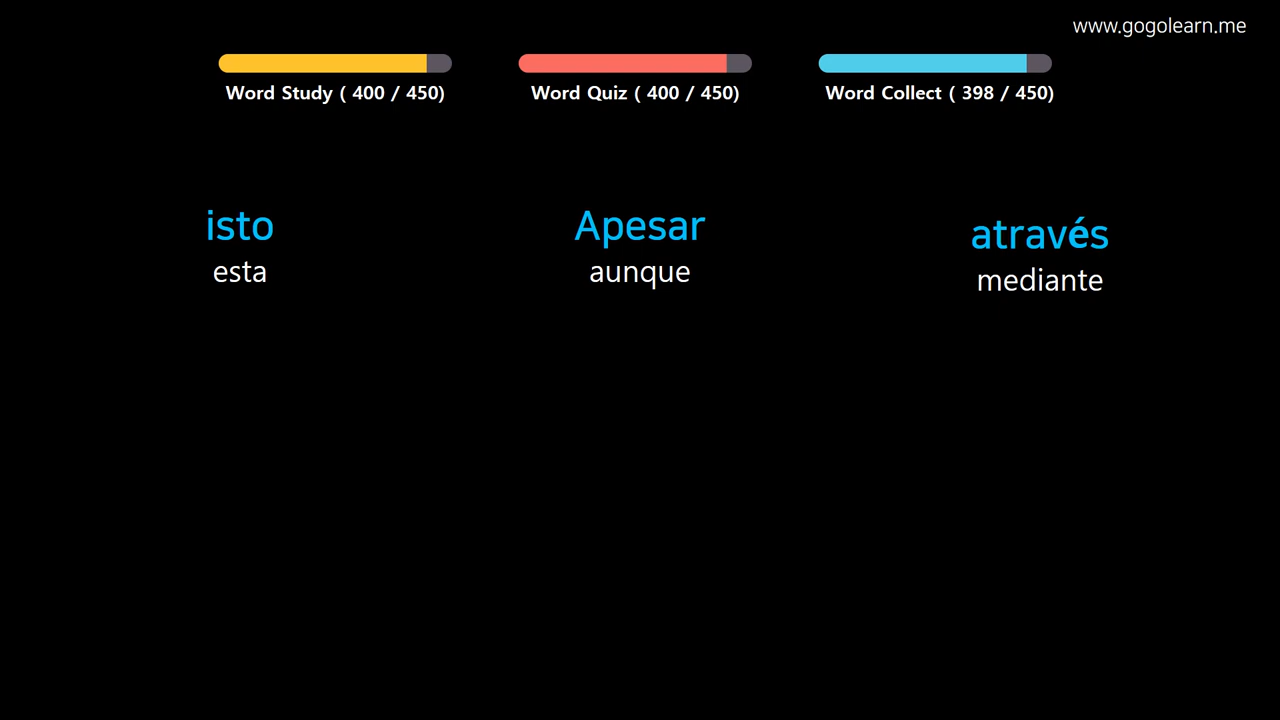 www.gogolearn.me
Word Study ( 400 / 450)
Word Quiz ( 400 / 450)
Word Collect ( 398 / 450)
isto
esta
Apesar
aunque
através
mediante